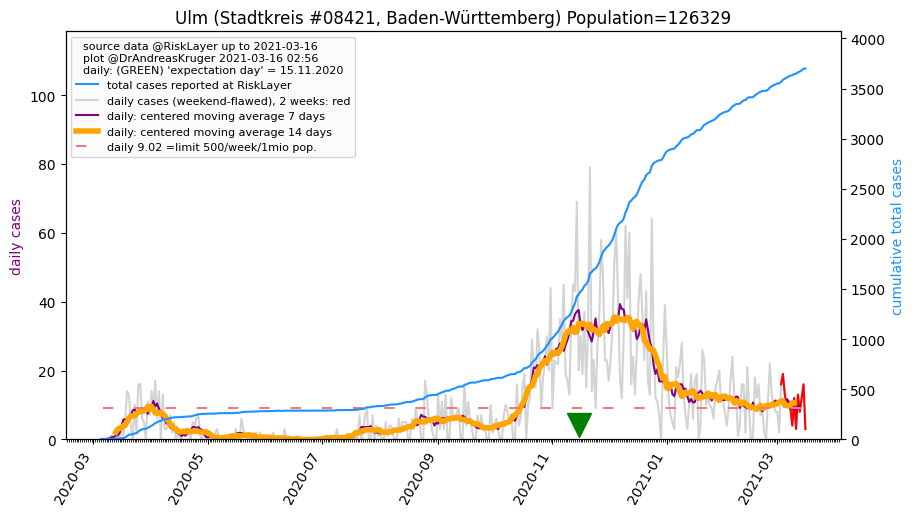 Ulm (Stadtkreis #08421, Baden-Württemberg) Population=126329
source data @RiskLayer up to 2021-03-16
plot @DrAndreasKruger 2021-03-16 02:56
daily: (GREEN) 'expectation day' = 15.11.2020
total cases reported at RiskLayer
daily cases (weekend-flawed), 2 weeks: red
daily: centered moving average 7 days
daily: centered moving average 14 days
daily 9.02 =limit 500/week/1mio pop.
daily cases
100
80
60
40
20
0
4000
3500
3000
2500
2000
1500
1000
500
0
cumulative total cases
2020-03
2020-05
2020-07
2020-09
2020-11
2021-01
2021-03